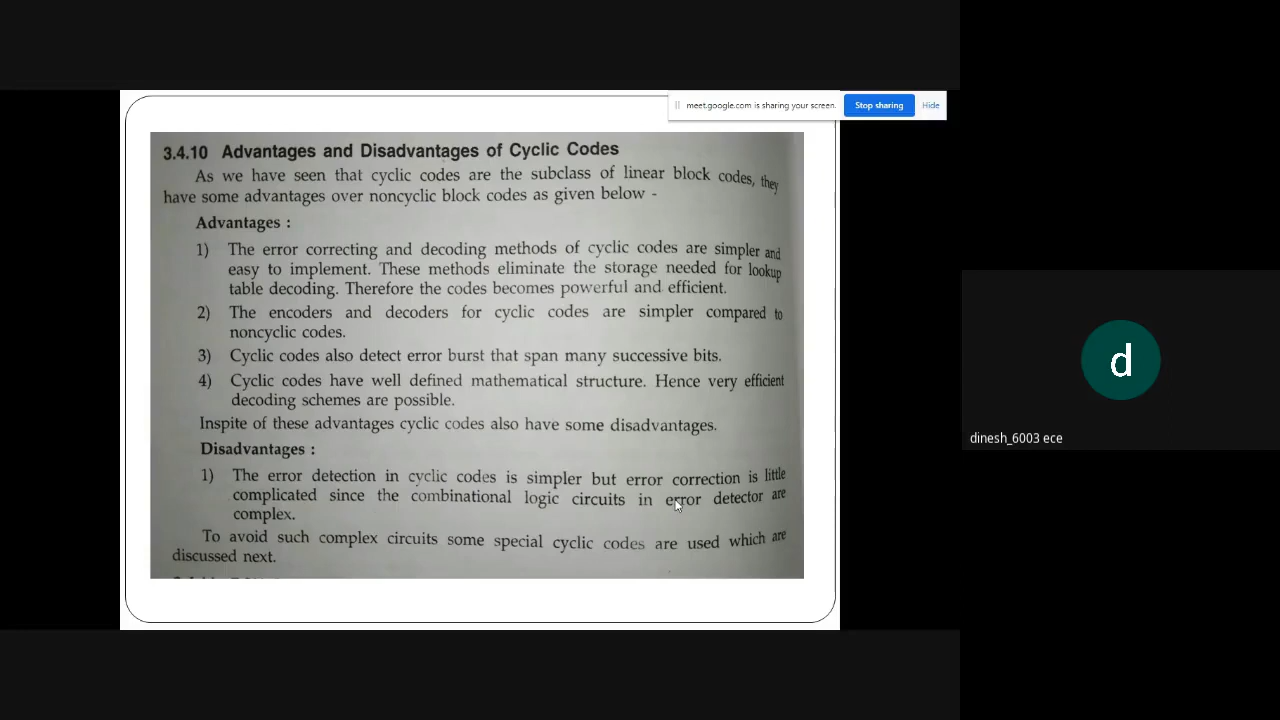 meet.google.com is sharing your screen.
Stop sharing
Hide
3.4.10 Advantages and Disadvantages of Cyclic Codes
As we have seen that cyclic codes are the subclass of linear block codes, they
have some advantages over noncyclic block codes as given below -
Advantages :
1) The error correcting and decoding methods of cyclic codes are simpler and
easy to implement. These methods eliminate the storage needed for lookup
table decoding. Therefore the codes becomes powerful and efficient.
2) The encoders and decoders for cyclic codes are simpler compared to
noncyclic codes.
3) Cyclic codes also detect error burst that span many successive bits.
4) Cyclic codes have well defined mathematical structure. Hence very efficient
decoding schemes are possible.
Inspite of these advantages cyclic codes also have some disadvantages.
Disadvantages :
1) The error detection in cyclic codes is simpler but error correction is little
complicated since the combinational logic circuits in error detector are
complex.
To avoid such complex circuits some special cyclic codes are used which are
discussed next.
d
dinesh_6003 ece